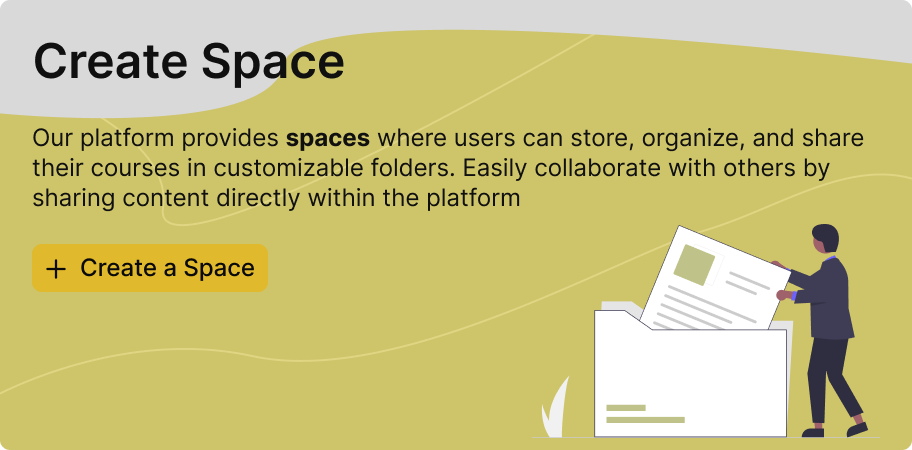 Create Space
Our platform provides spaces where users can store, organize, and share
their courses in customizable folders. Easily collaborate with others by
sharing content directly within the platform
+ Create a Space